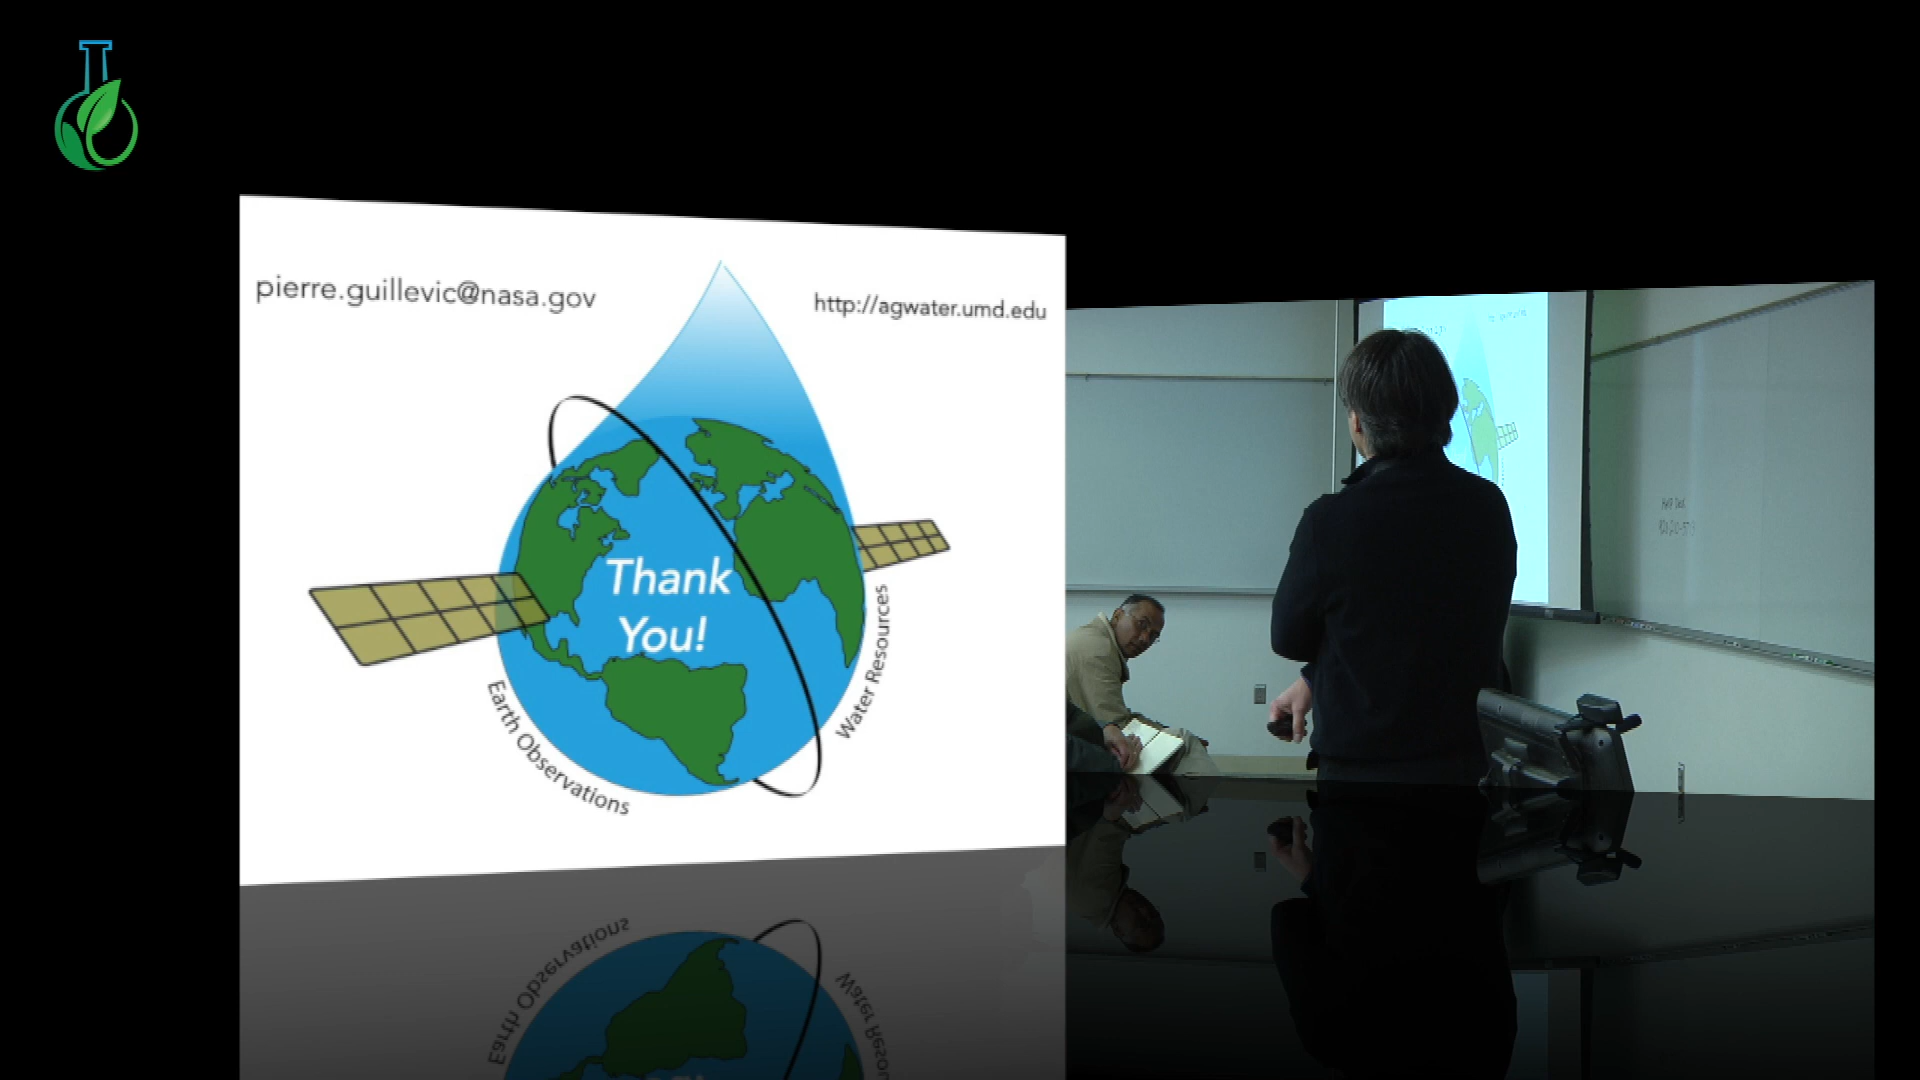 pierre.guillevic@nasa.gov
http://agwater.umd.edu
Thank
You!
Earth Observations
Water Resources